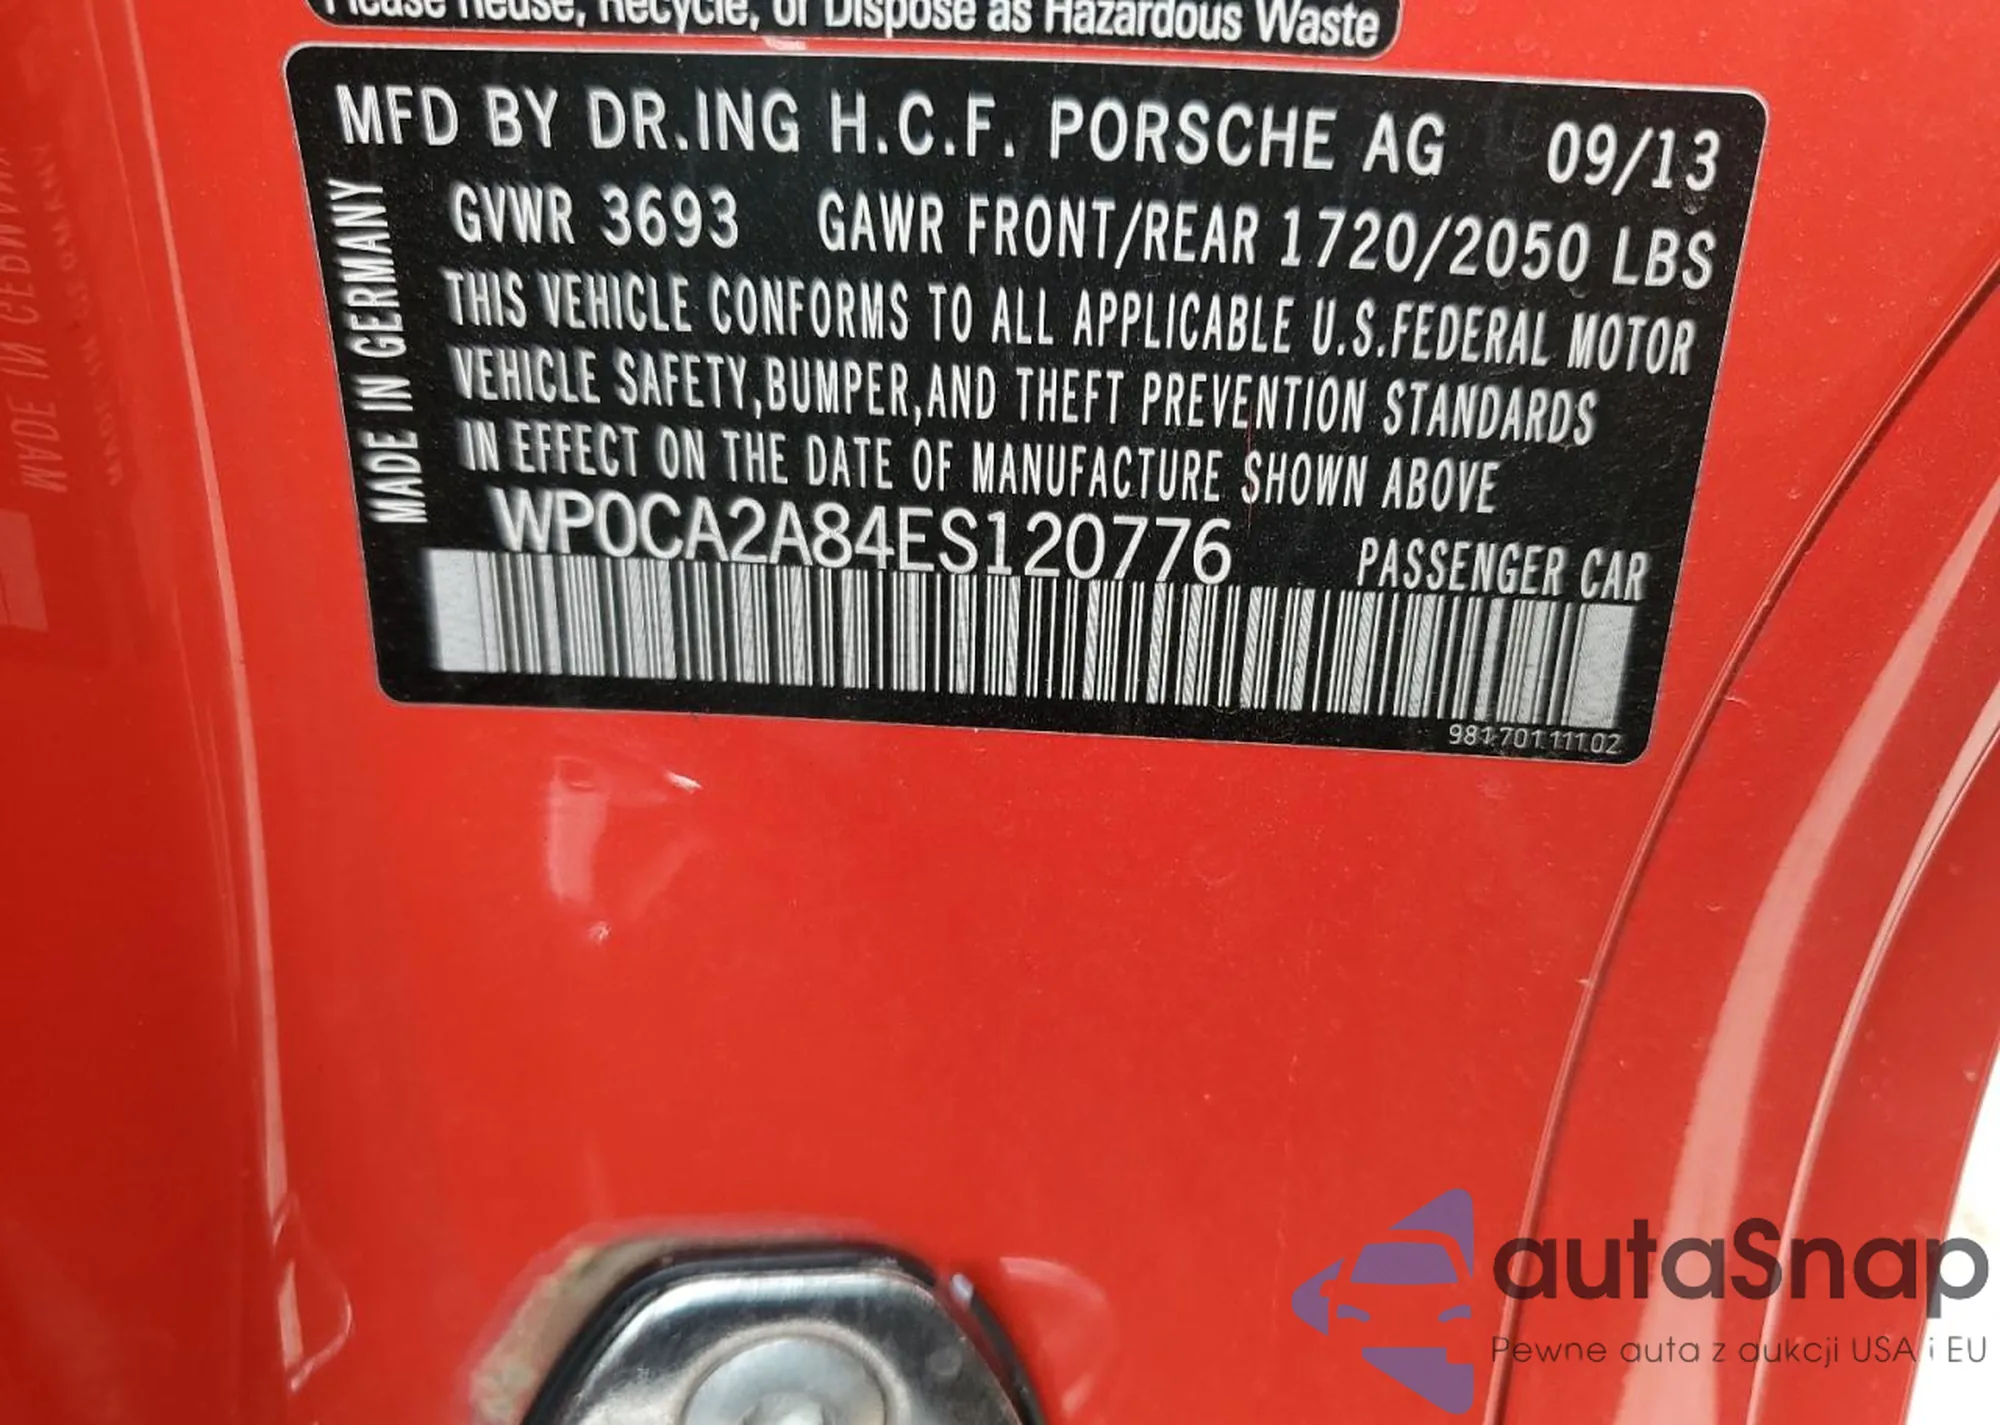 Please Reuse, Recycle, or Dispose as Hazardous Waste
MFD BY DR.ING H.C.F. PORSCHE AG 09/13
GVWR 3693 GAWR FRONT/REAR 1720/2050 LBS
THIS VEHICLE CONFORMS TO ALL APPLICABLE U.S.FEDERAL MOTOR
VEHICLE SAFETY,BUMPER,AND THEFT PREVENTION STANDARDS
IN EFFECT ON THE DATE OF MANUFACTURE SHOWN ABOVE
WP0CA2A84ES120776 PASSENGER CAR
981.701.111.02
MADE IN GERMANY
autaSnap
Pewne auta z aukcji USA i EU